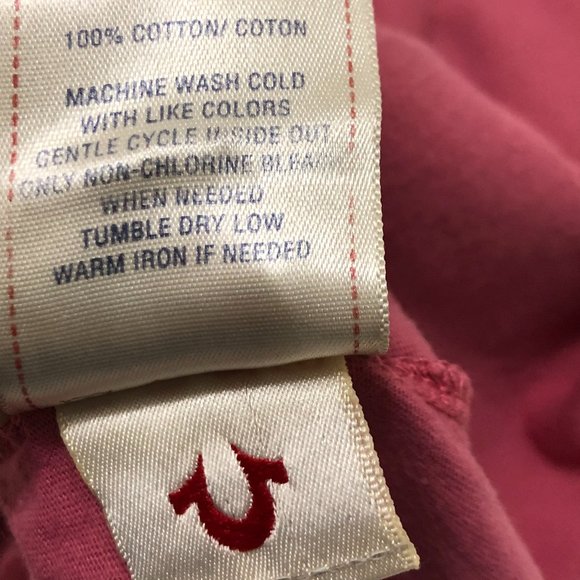 100% COTTON/ COTON
MACHINE WASH COLD
WITH LIKE COLORS
GENTLE CYCLE INSIDE OUT
ONLY NON-CHLORINE BLEACH
WHEN NEEDED
TUMBLE DRY LOW
WARM IRON IF NEEDED